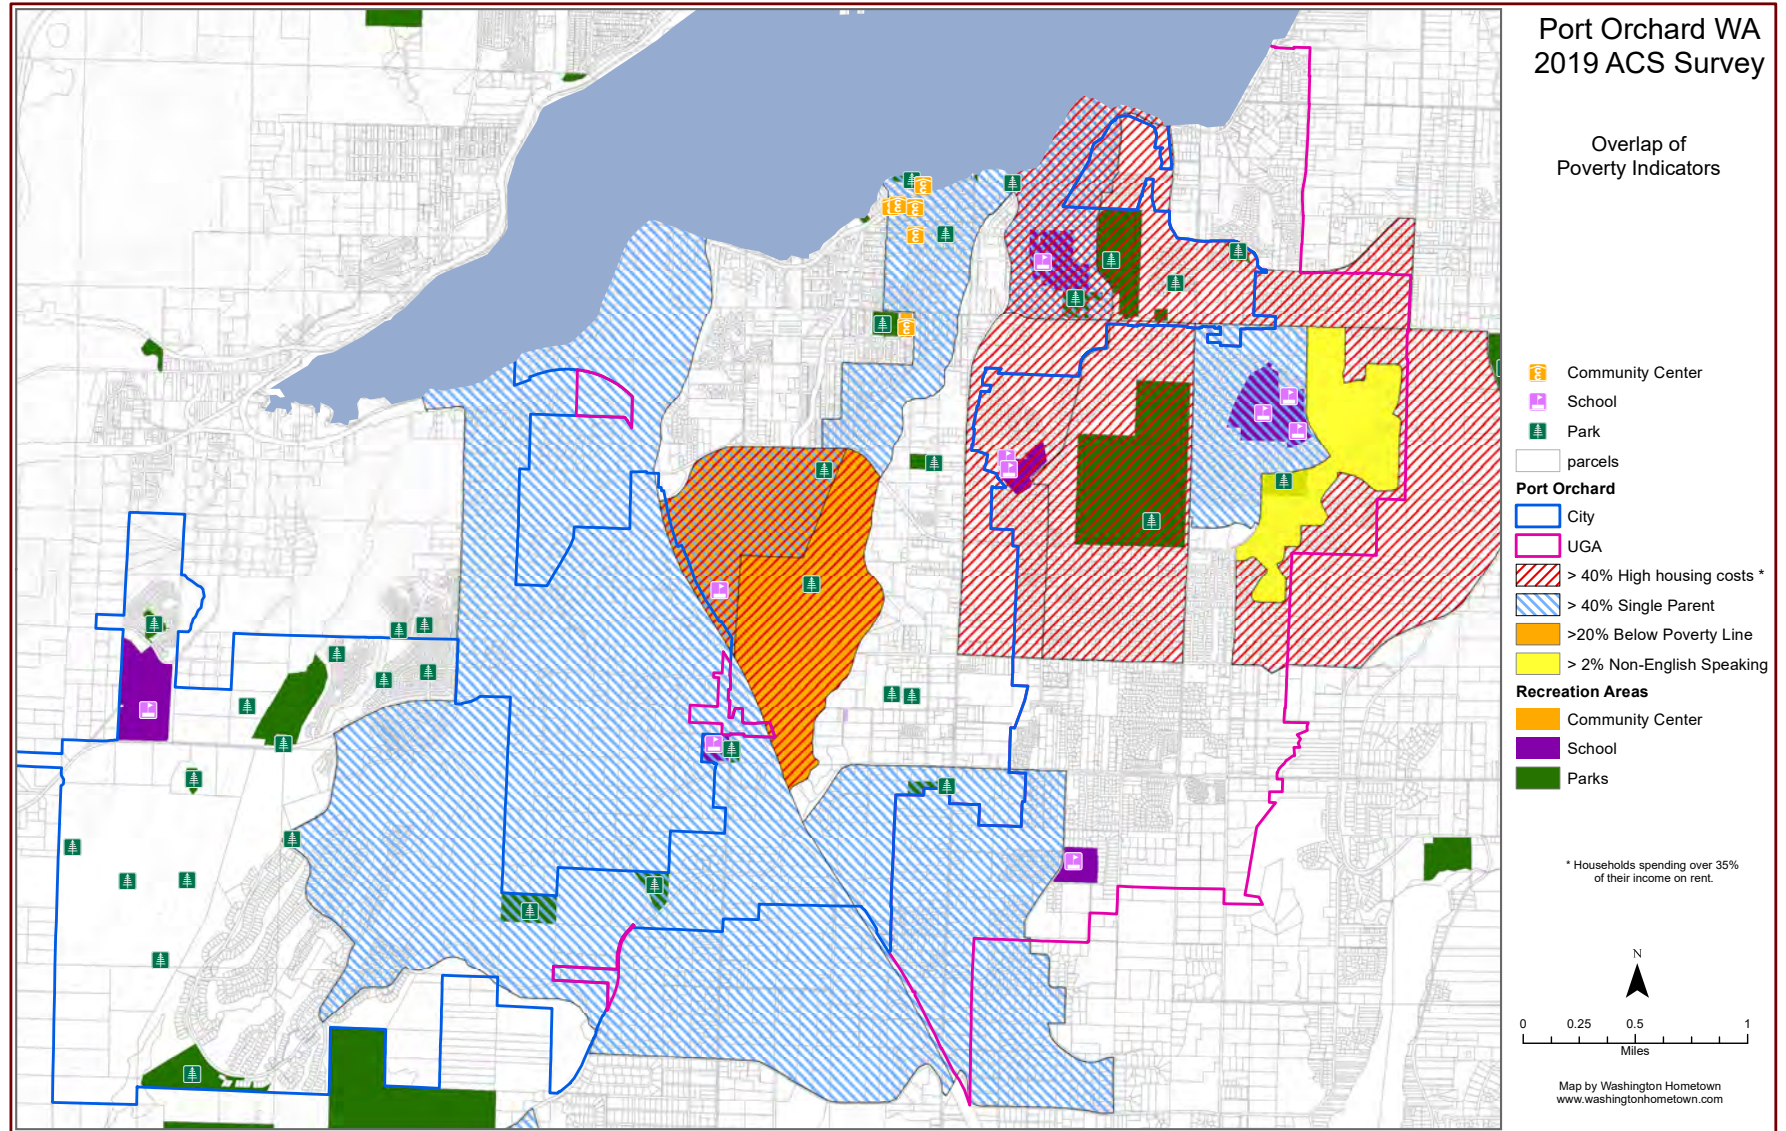 Port Orchard WA
2019 ACS Survey
Overlap of
Poverty Indicators
Community Center
School
Park
parcels
Port Orchard
City
UGA
> 40% High housing costs *
> 40% Single Parent
>20% Below Poverty Line
> 2% Non-English Speaking
Recreation Areas
Community Center
School
Parks
* Households spending over 35%
of their income on rent.
N
0 0.25 0.5 1
Miles
Map by Washington Hometown
www.washingtonhometown.com